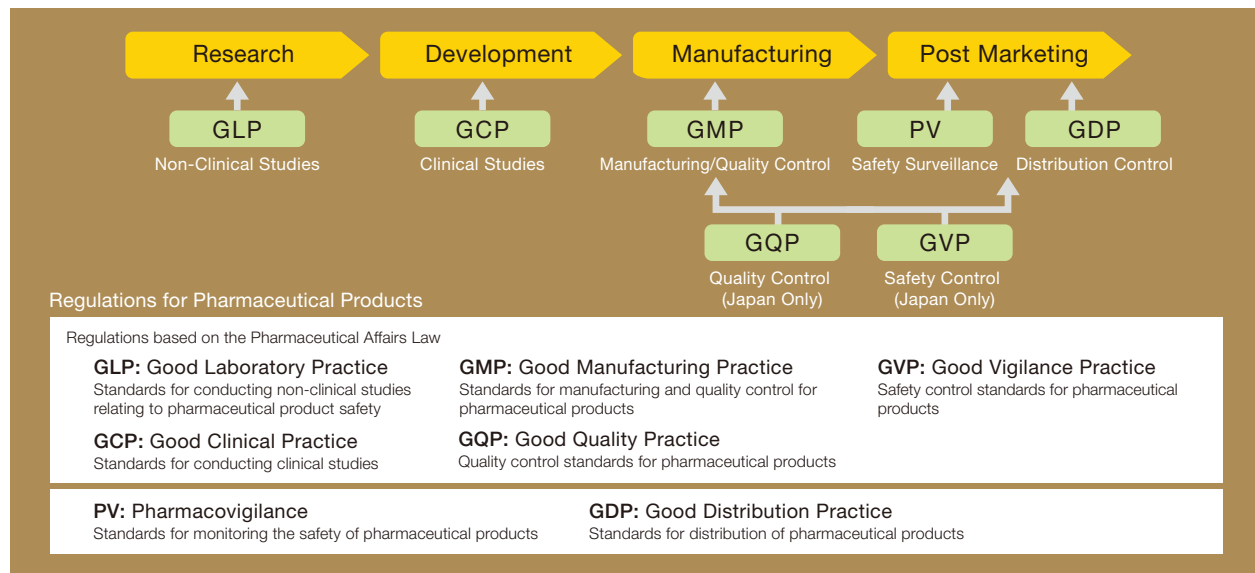 Research
Development
Manufacturing
Post Marketing
GLP
GCP
GMP
PV
GDP
Non-Clinical Studies
Clinical Studies
Manufacturing/Quality Control
Safety Surveillance
Distribution Control
GQP
GVP
Quality Control
(Japan Only)
Safety Control
(Japan Only)
Regulations for Pharmaceutical Products
Regulations based on the Pharmaceutical Affairs Law
GLP: Good Laboratory Practice
Standards for conducting non-clinical studies
relating to pharmaceutical product safety
GMP: Good Manufacturing Practice
Standards for manufacturing and quality control for
pharmaceutical products
GVP: Good Vigilance Practice
Safety control standards for pharmaceutical
products
GCP: Good Clinical Practice
Standards for conducting clinical studies
GQP: Good Quality Practice
Quality control standards for pharmaceutical products
PV: Pharmacovigilance
Standards for monitoring the safety of pharmaceutical products
GDP: Good Distribution Practice
Standards for distribution of pharmaceutical products